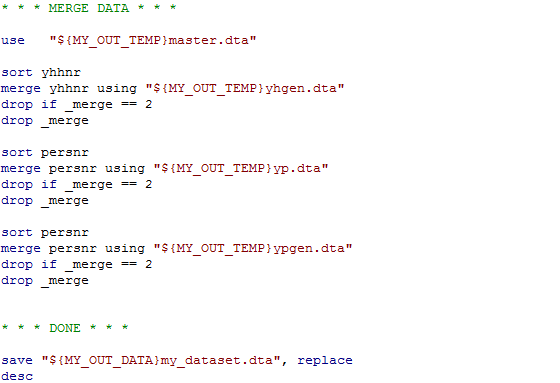 * * * MERGE DATA * * *
use "${MY_OUT_TEMP}master.dta"
sort yhhnr
merge yhhnr using "${MY_OUT_TEMP}yhgen.dta"
drop if _merge == 2
drop _merge
sort persnr
merge persnr using "${MY_OUT_TEMP}yp.dta"
drop if _merge == 2
drop _merge
sort persnr
merge persnr using "${MY_OUT_TEMP}ypgen.dta"
drop if _merge == 2
drop _merge
* * * DONE * * *
save "${MY_OUT_DATA}my_dataset.dta", replace
desc